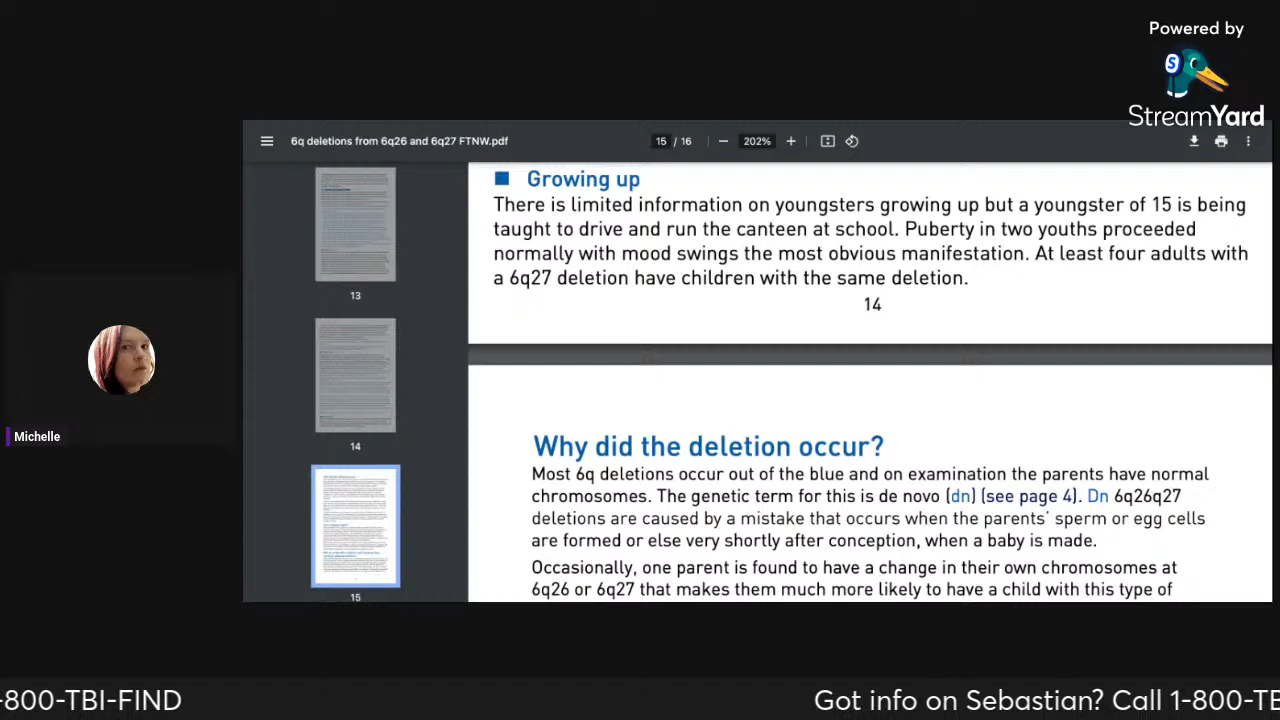 Powered by
StreamYard
6q deletions from 6q26 and 6q27 FTNW.pdf
15 / 16
202%
13
14
15
Growing up
There is limited information on youngsters growing up but a youngster of 15 is being
taught to drive and run the canteen at school. Puberty in two youths proceeded
normally with mood swings the most obvious manifestation. At least four adults with
a 6q27 deletion have children with the same deletion.
14
Why did the deletion occur?
Most 6q deletions occur out of the blue and on examination the parents have normal
chromosomes. The genetic term for this is de novo (dn) (see page 4). Dn 6q26q27
deletions are caused by a mistake that occurs when the parents' sperm or egg cells
are formed or else very shortly after conception, when a baby is made.
Occasionally, one parent is found to have a change in their own chromosomes at
6q26 or 6q27 that makes them much more likely to have a child with this type of
Michelle
-800-TBI-FIND
Got info on Sebastian? Call 1-800-TB